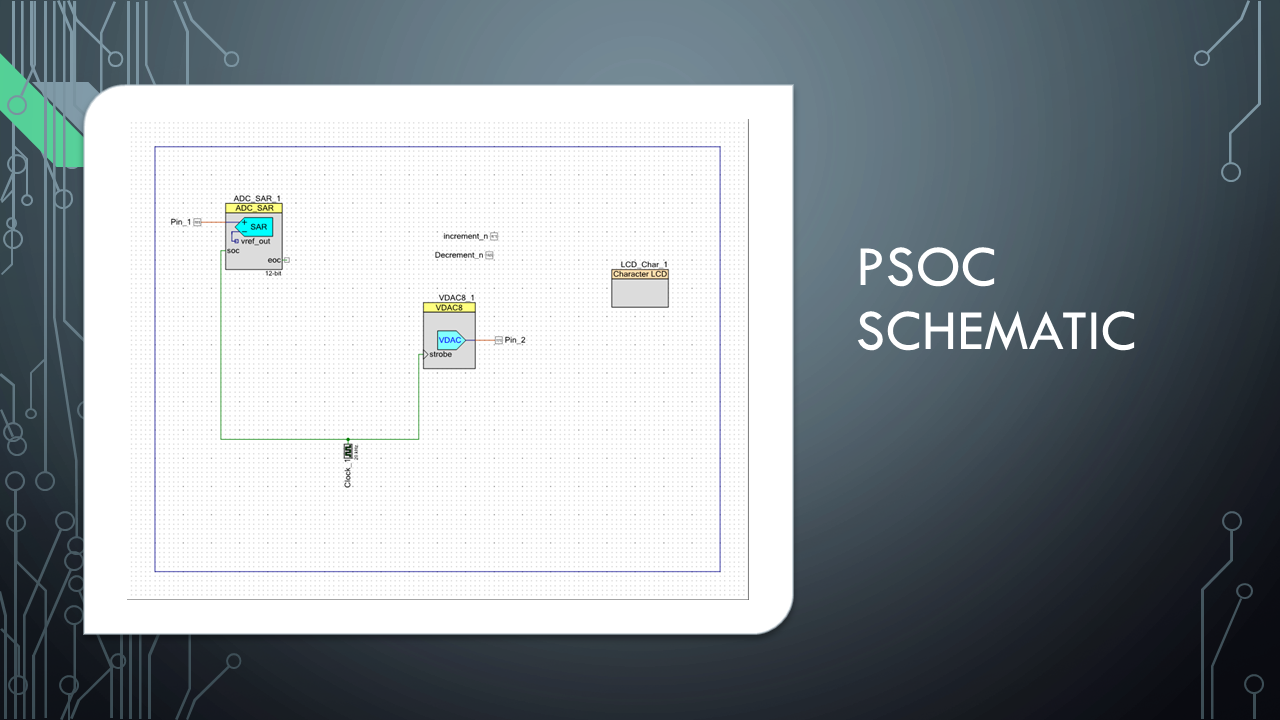 ADC_SAR_1
ADC_SAR
Pin_1
+
SAR
-
vref_out
soc
eoc
12-bit
increment_n
Decrement_n
LCD_Char_1
Character LCD
VDAC8_1
VDAC8
VDAC
Pin_2
strobe
Clock_1
PSOC
SCHEMATIC